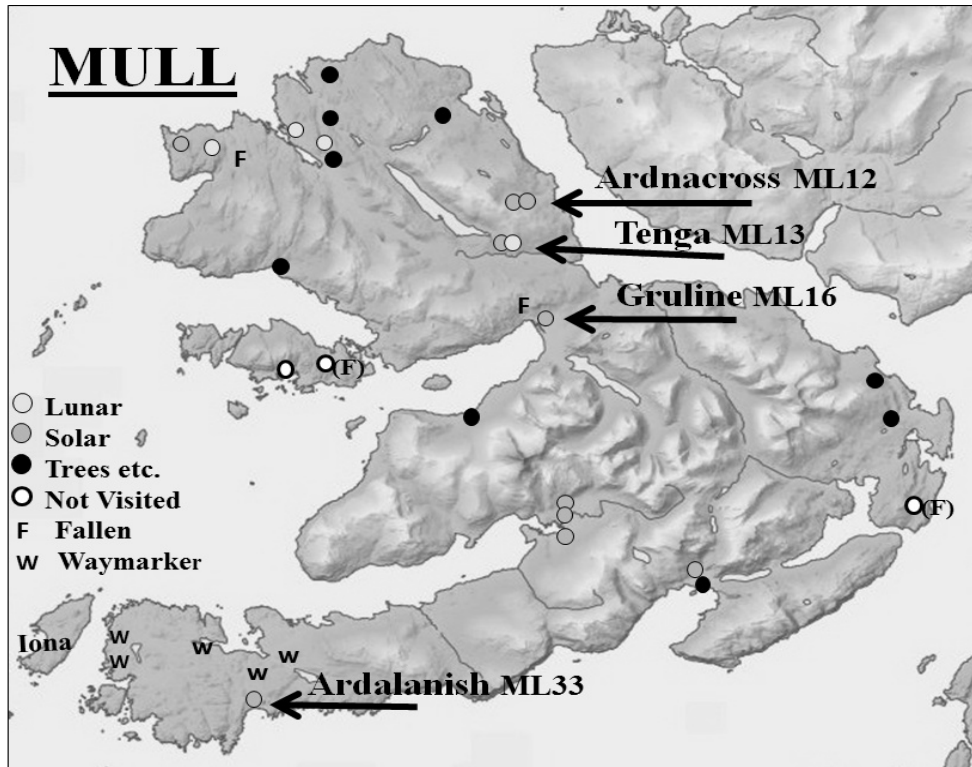 MULL
F
Ardnacross ML12
Tenga ML13
Gruline ML16
F
(F)
Lunar
Solar
Trees etc.
Not Visited
F Fallen
W Waymarker
(F)
Iona
W
W
W
W
W
Ardalanish ML33